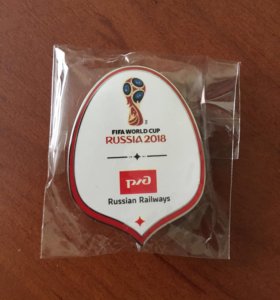 FIFA WORLD CUP
RUSSIA 2018
ржд
Russian Railways